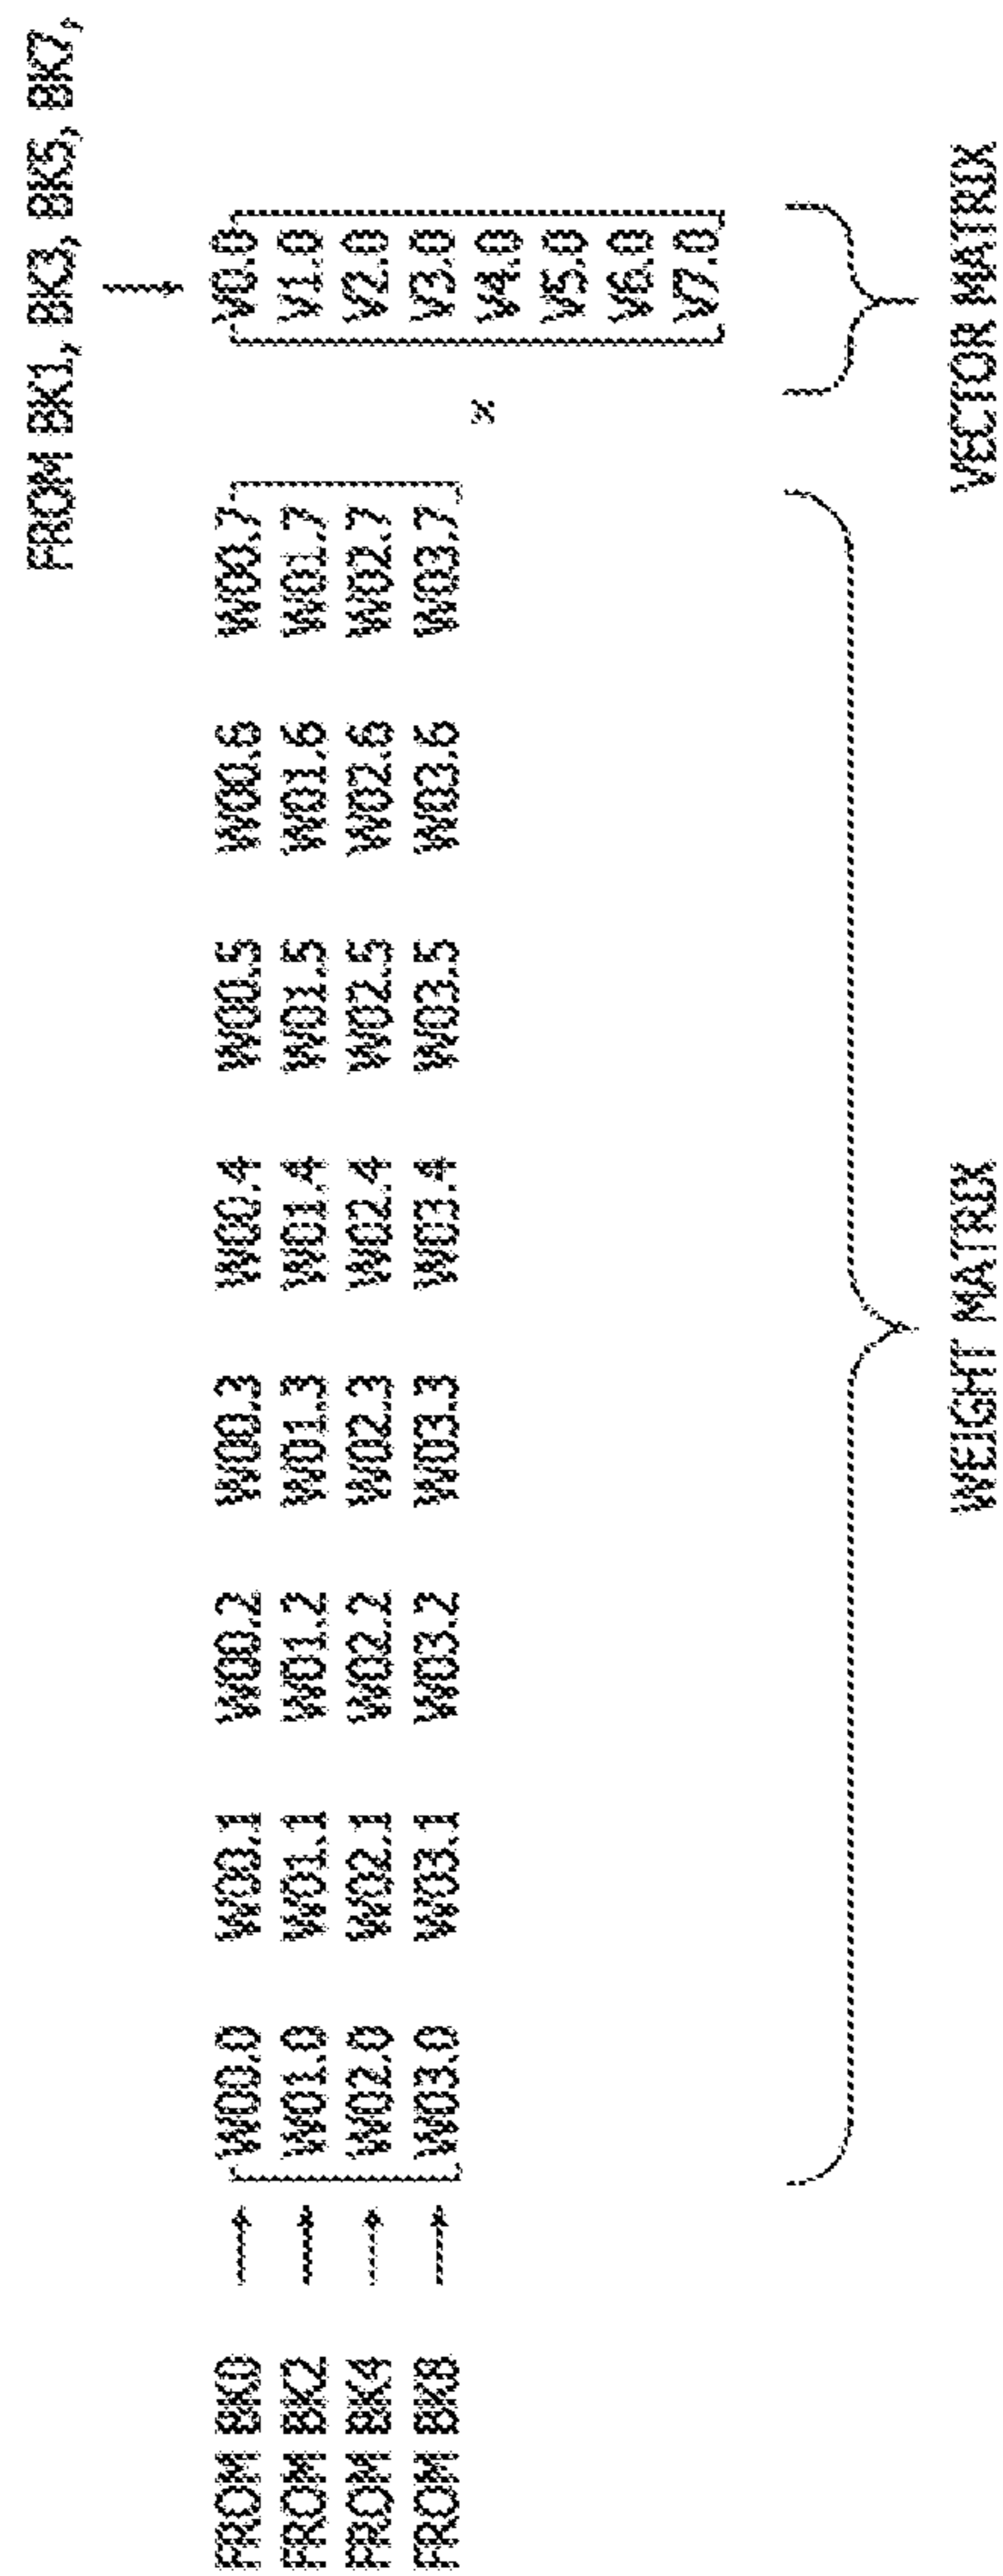 FROM BK1, BK3, BK5, BK7,
FROM BK0 W00.0 W00.1 W00.2 W00.3 W00.4 W00.5 W00.6 W00.7 V0.0
FROM BK2 W01.0 W01.1 W01.2 W01.3 W01.4 W01.5 W01.6 W01.7 V1.0
FROM BK4 W02.0 W02.1 W02.2 W02.3 W02.4 W02.5 W02.6 W02.7 V2.0
FROM BK8 W03.0 W03.1 W03.2 W03.3 W03.4 W03.5 W03.6 W03.7 V3.0
x V4.0
V5.0
V6.0
V7.0
WEIGHT MATRIX VECTOR MATRIX